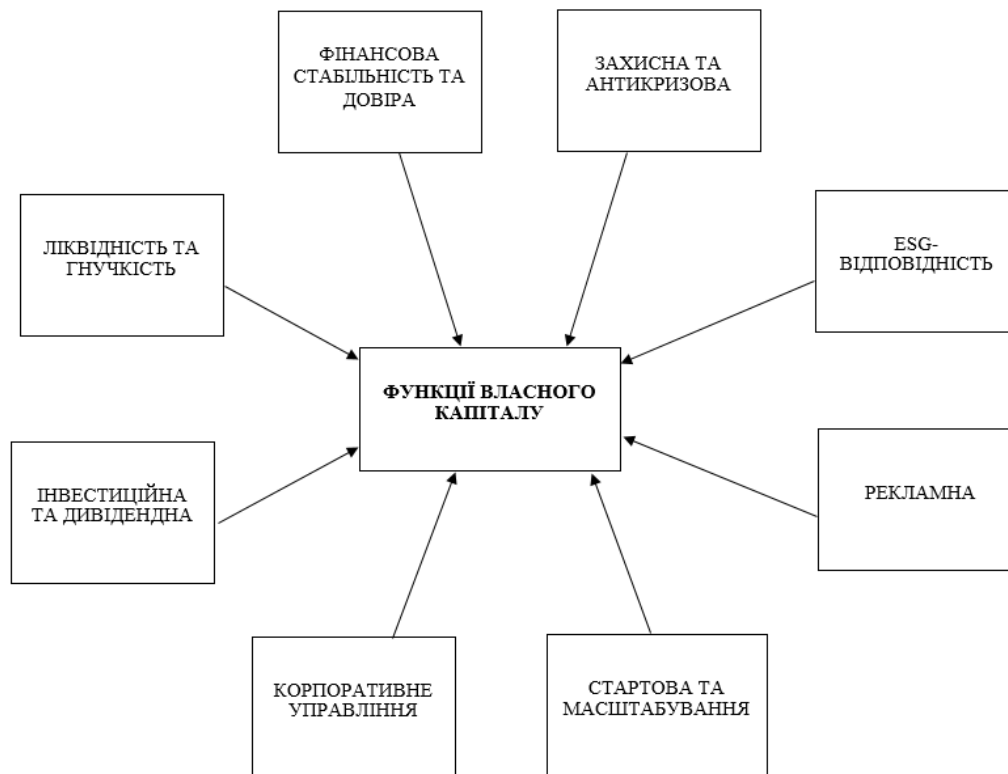 ФІНАНСОВА
СТАБІЛЬНІСТЬ ТА
ДОВІРА
ЗАХИСНА ТА
АНТИКРИЗОВА
ЛІКВІДНІСТЬ ТА
ГНУЧКІСТЬ
ESG-
ВІДПОВІДНІСТЬ
ФУНКЦІЇ ВЛАСНОГО
КАПІТАЛУ
ІНВЕСТИЦІЙНА
ТА ДИВІДЕНДНА
РЕКЛАМНА
КОРПОРАТИВНЕ
УПРАВЛІННЯ
СТАРТОВА ТА
МАСШТАБУВАННЯ